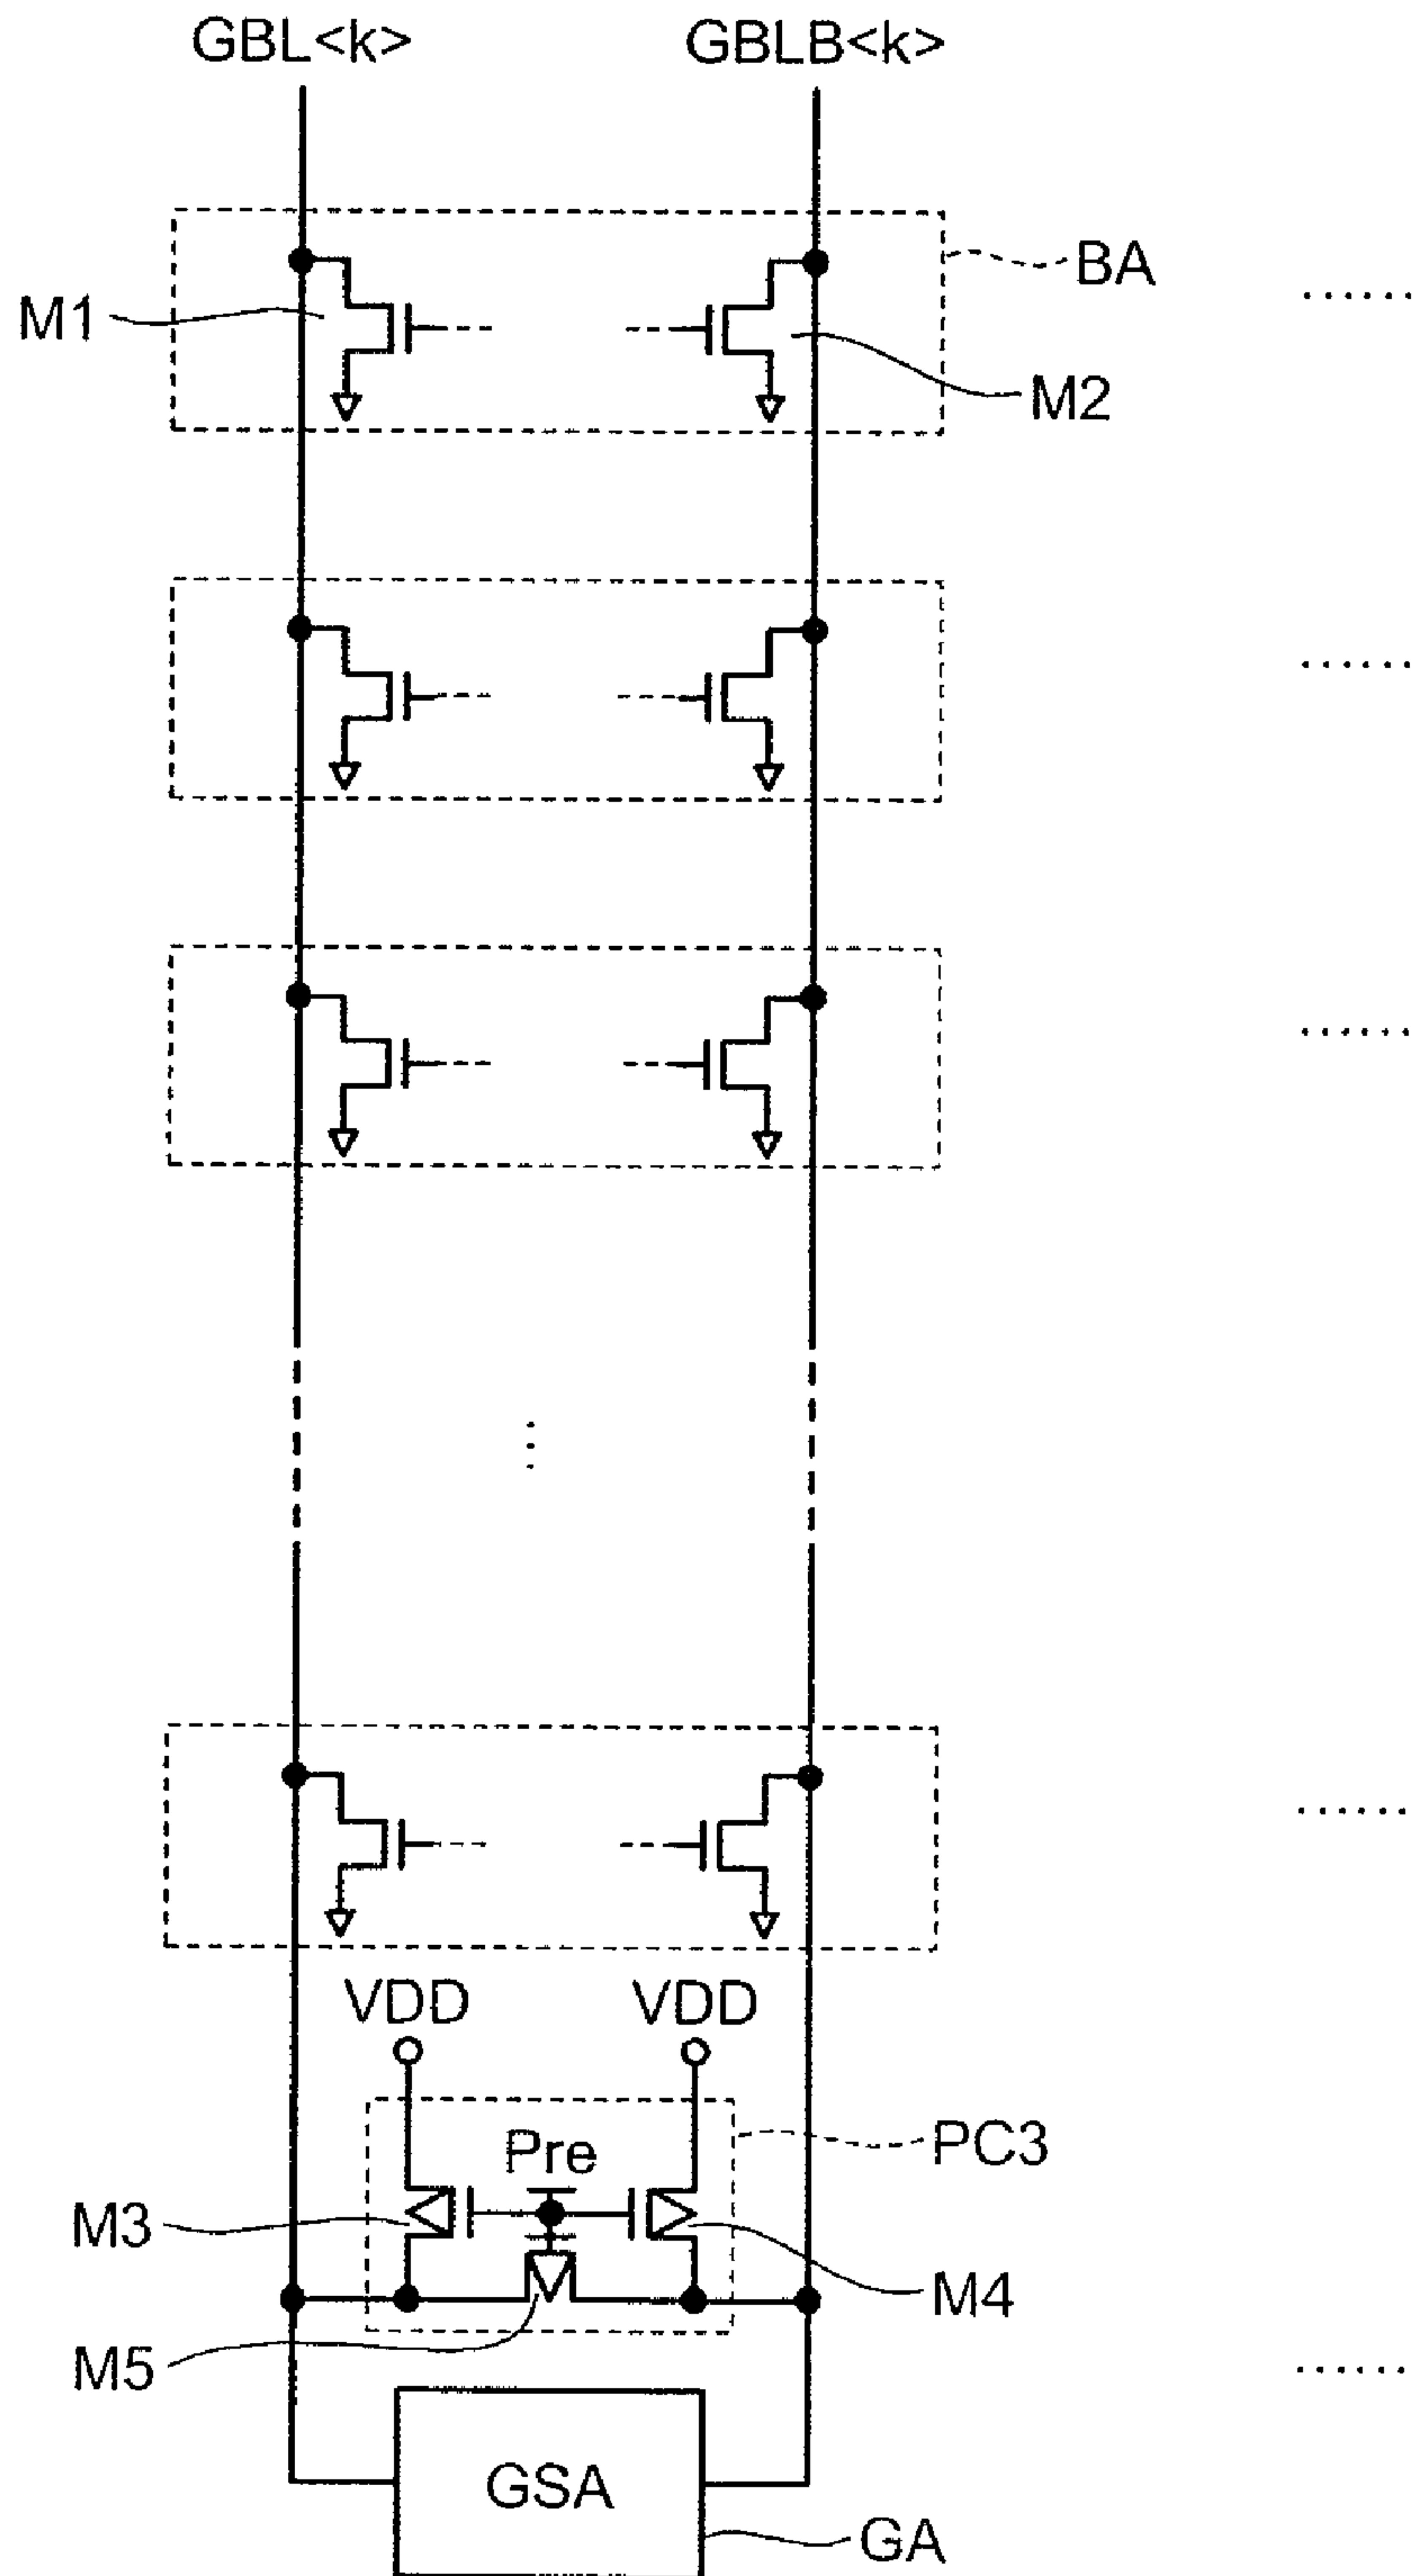 GBL<k> GBLB<k>
BA
M1
M2
VDD VDD
Pre
PC3
M3
M4
M5
GSA
GA